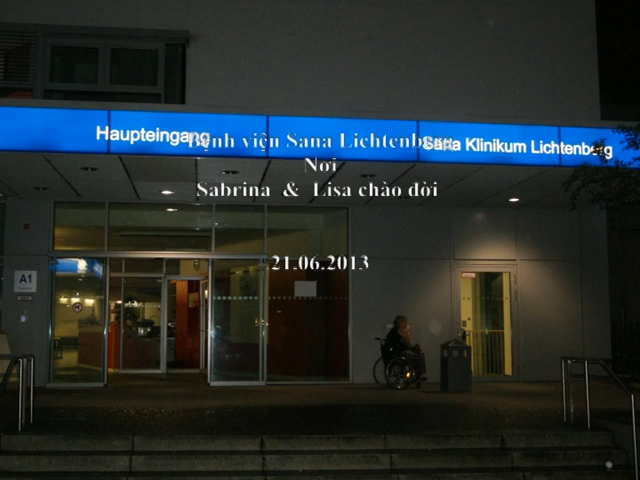 Haupteingang
Sana Klinikum Lichtenberg
Bệnh viện Sana Lichtenberg
Nơi
Sabrina & Lisa chào đời
21.06.2013
A1